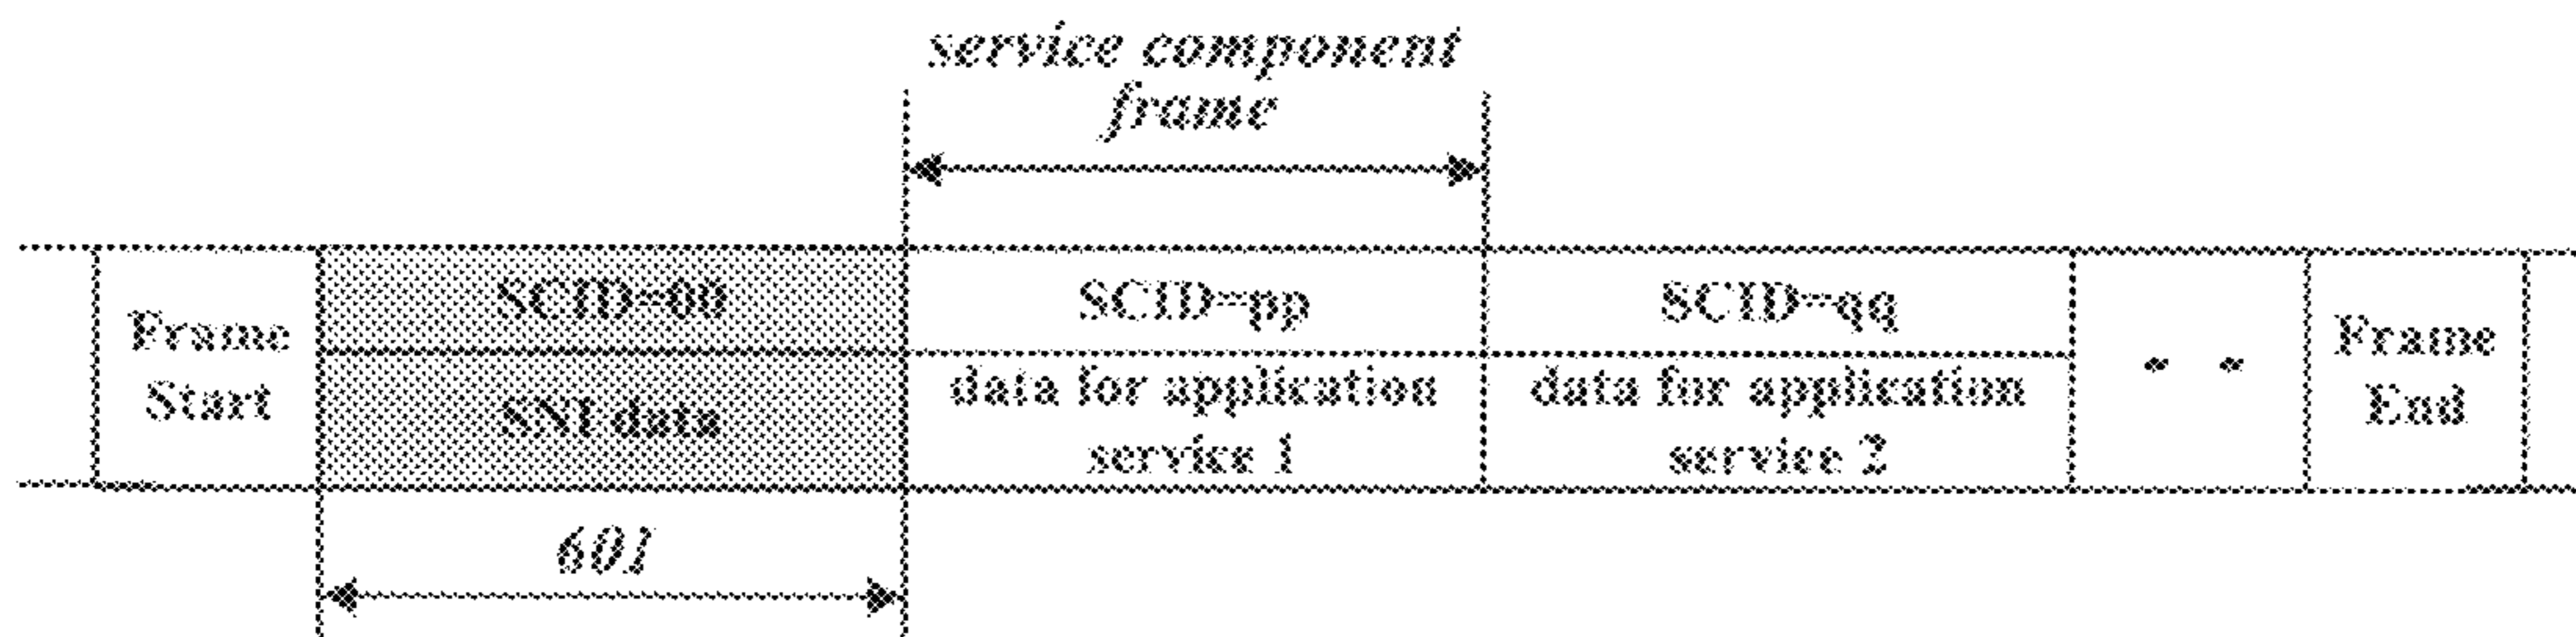 service component
frame
Frame
Start
SCID=00
SNI data
SCID=pp
data for application
service 1
SCID=qq
data for application
service 2
- -
Frame
End
601